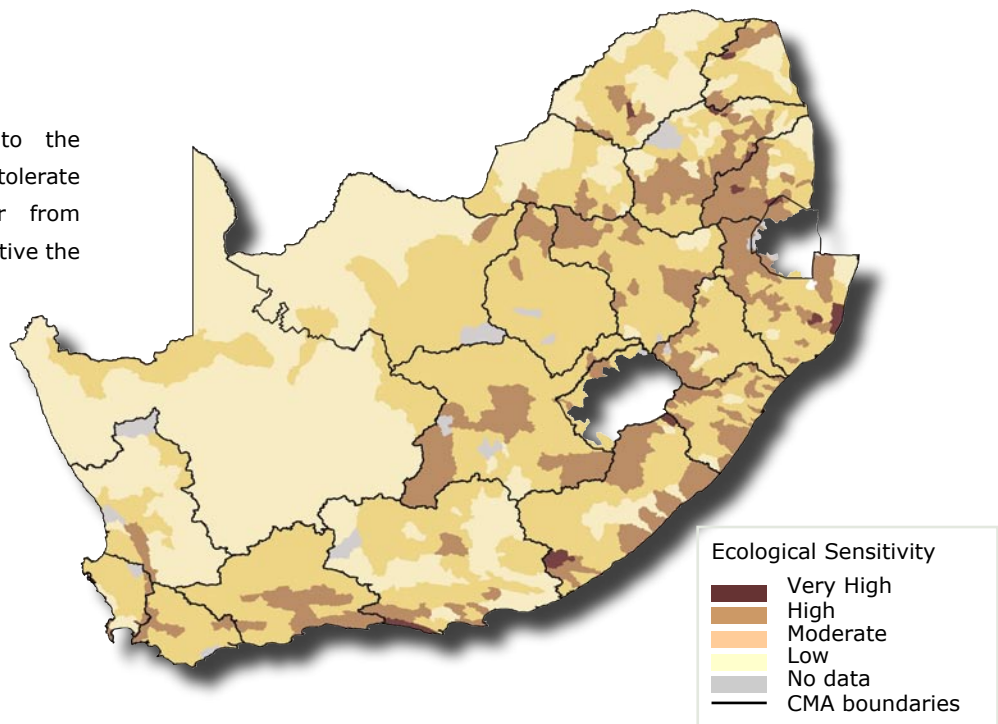 to the
tolerate
r from
tive the
Ecological Sensitivity
Very High
High
Moderate
Low
No data
CMA boundaries